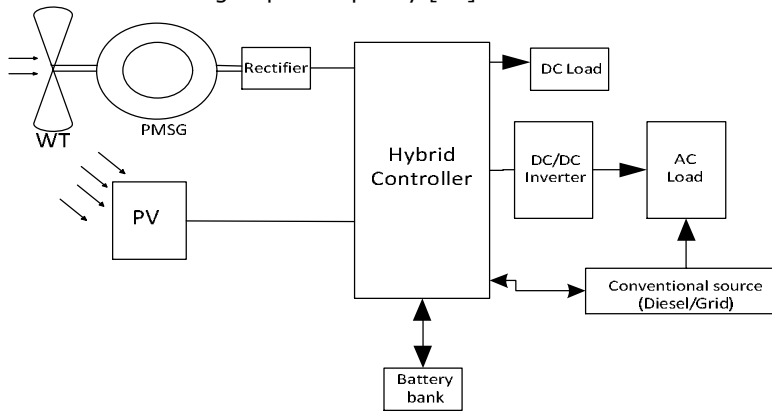 Rectifier
DC Load
PMSG
WT
Hybrid
Controller
DC/DC
Inverter
AC
Load
PV
Conventional source
(Diesel/Grid)
Battery
bank